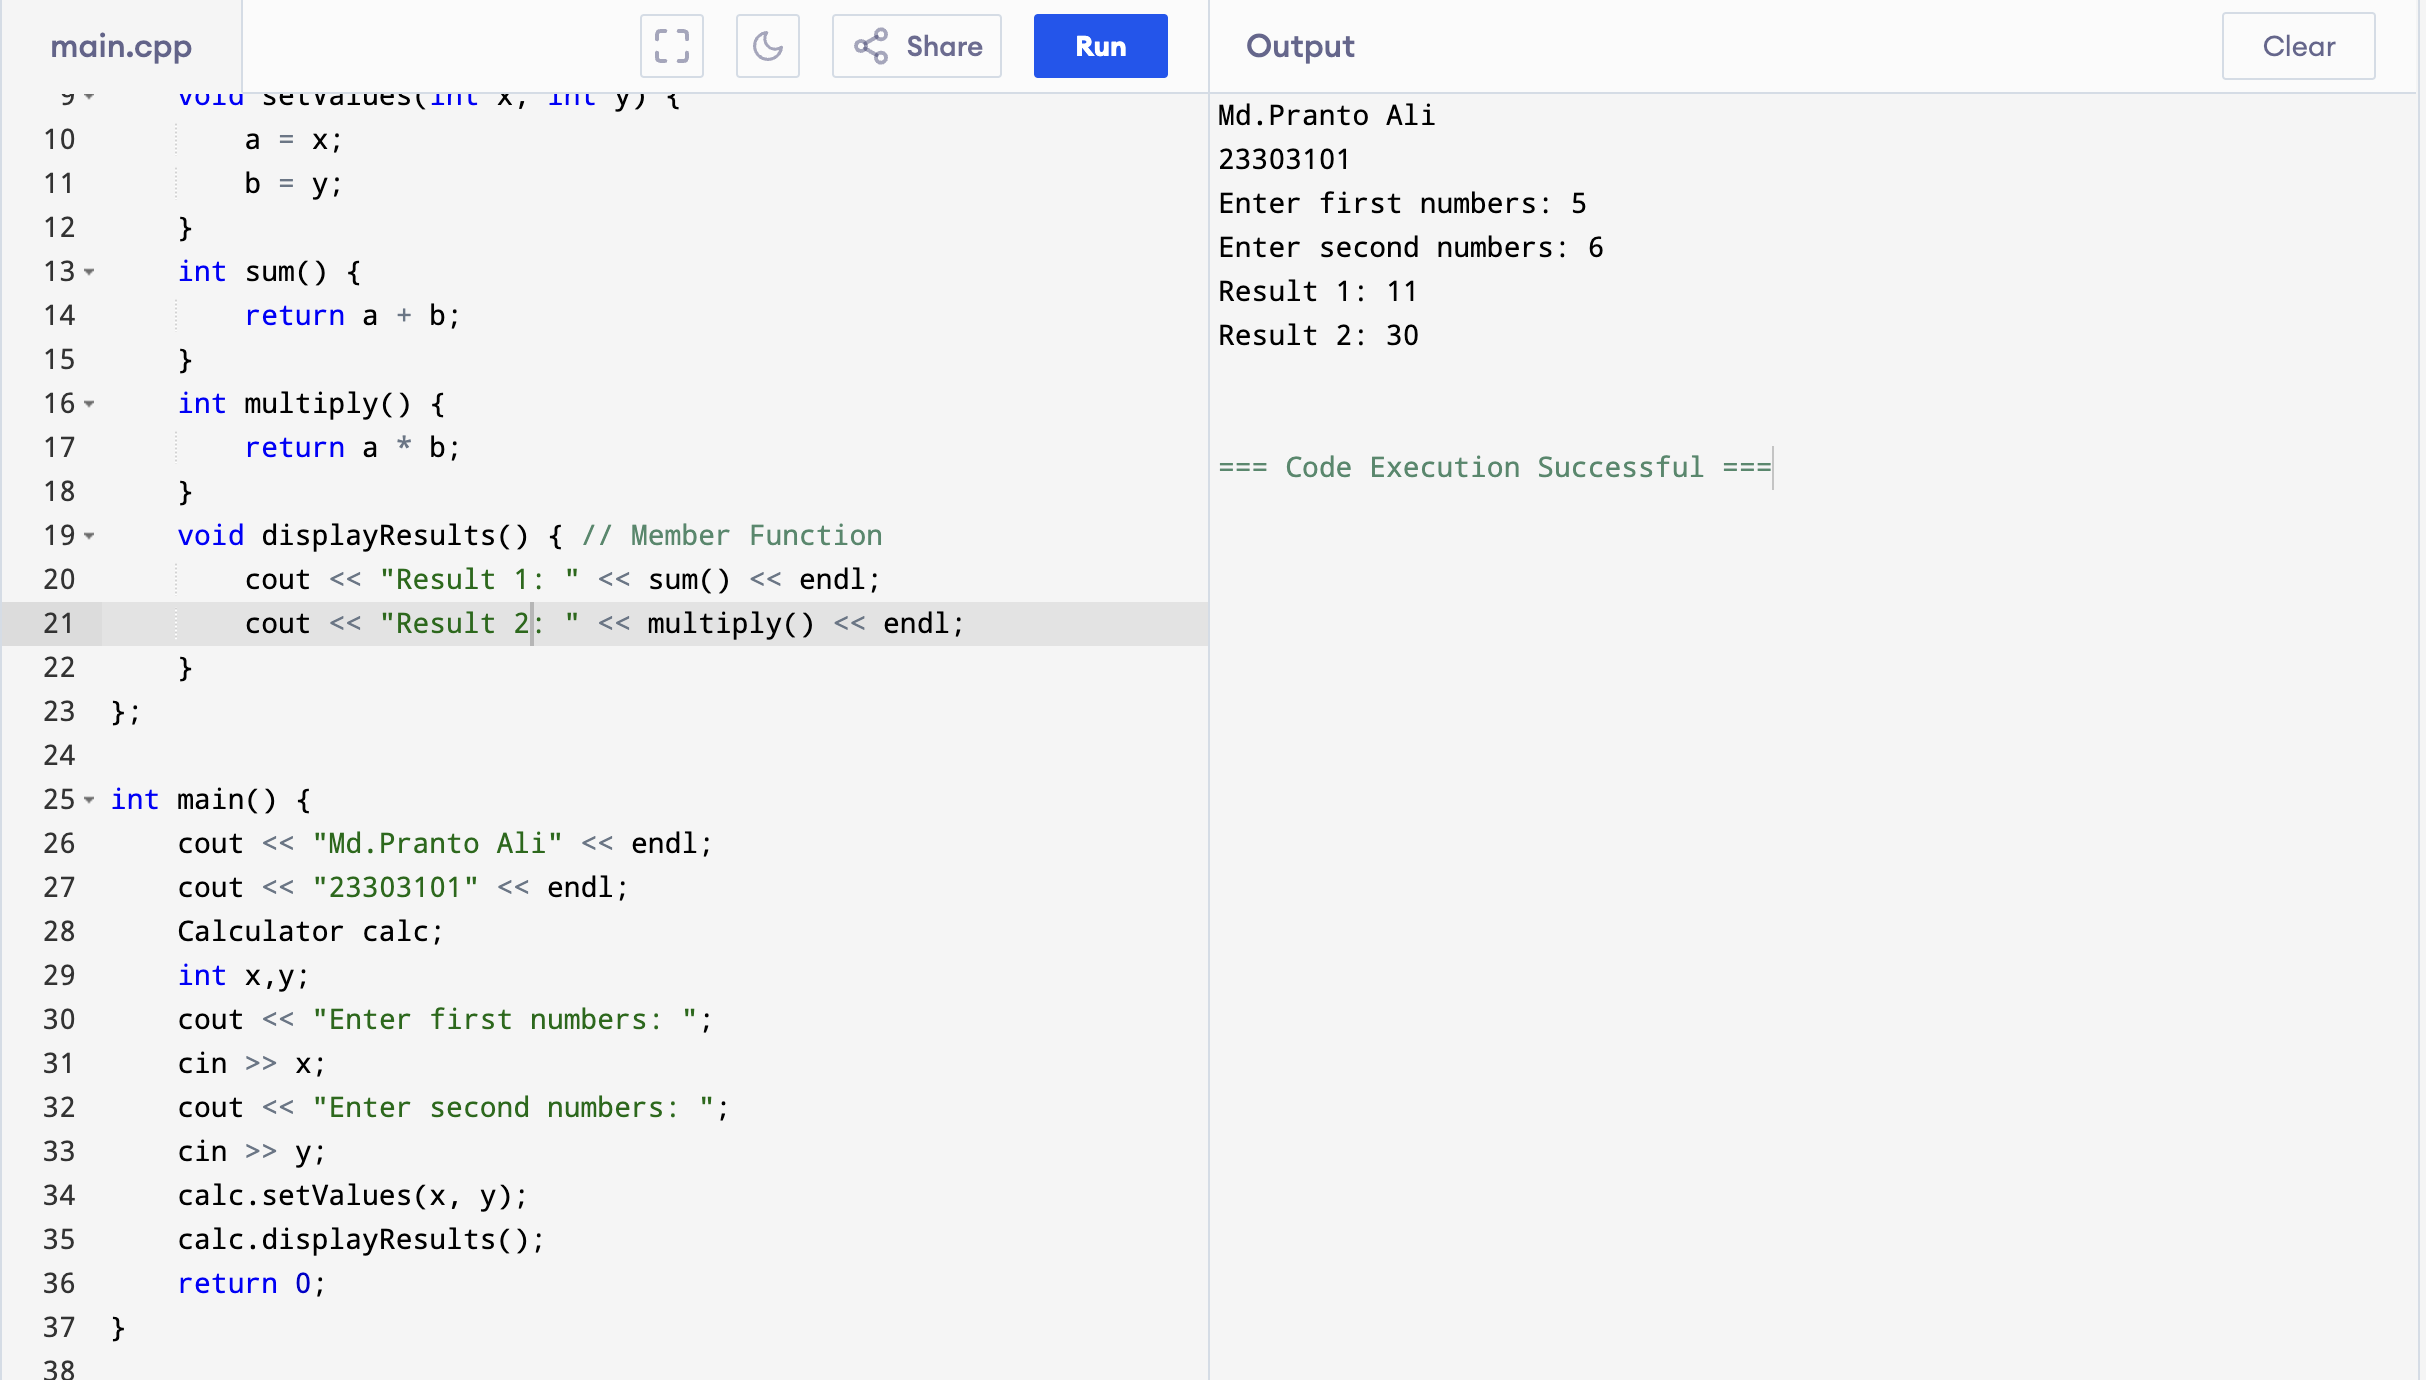 main.cpp
Share
Run
Output
Clear
9 void setValues(int x, int y) {
10 a = x;
11 b = y;
12 }
13 int sum() {
14 return a + b;
15 }
16 int multiply() {
17 return a * b;
18 }
19 void displayResults() { // Member Function
20 cout << "Result 1: " << sum() << endl;
21 cout << "Result 2: " << multiply() << endl;
22 }
23 };
24
25 int main() {
26 cout << "Md.Pranto Ali" << endl;
27 cout << "23303101" << endl;
28 Calculator calc;
29 int x,y;
30 cout << "Enter first numbers: ";
31 cin >> x;
32 cout << "Enter second numbers: ";
33 cin >> y;
34 calc.setValues(x, y);
35 calc.displayResults();
36 return 0;
37 }
38
Md.Pranto Ali
23303101
Enter first numbers: 5
Enter second numbers: 6
Result 1: 11
Result 2: 30
=== Code Execution Successful ===